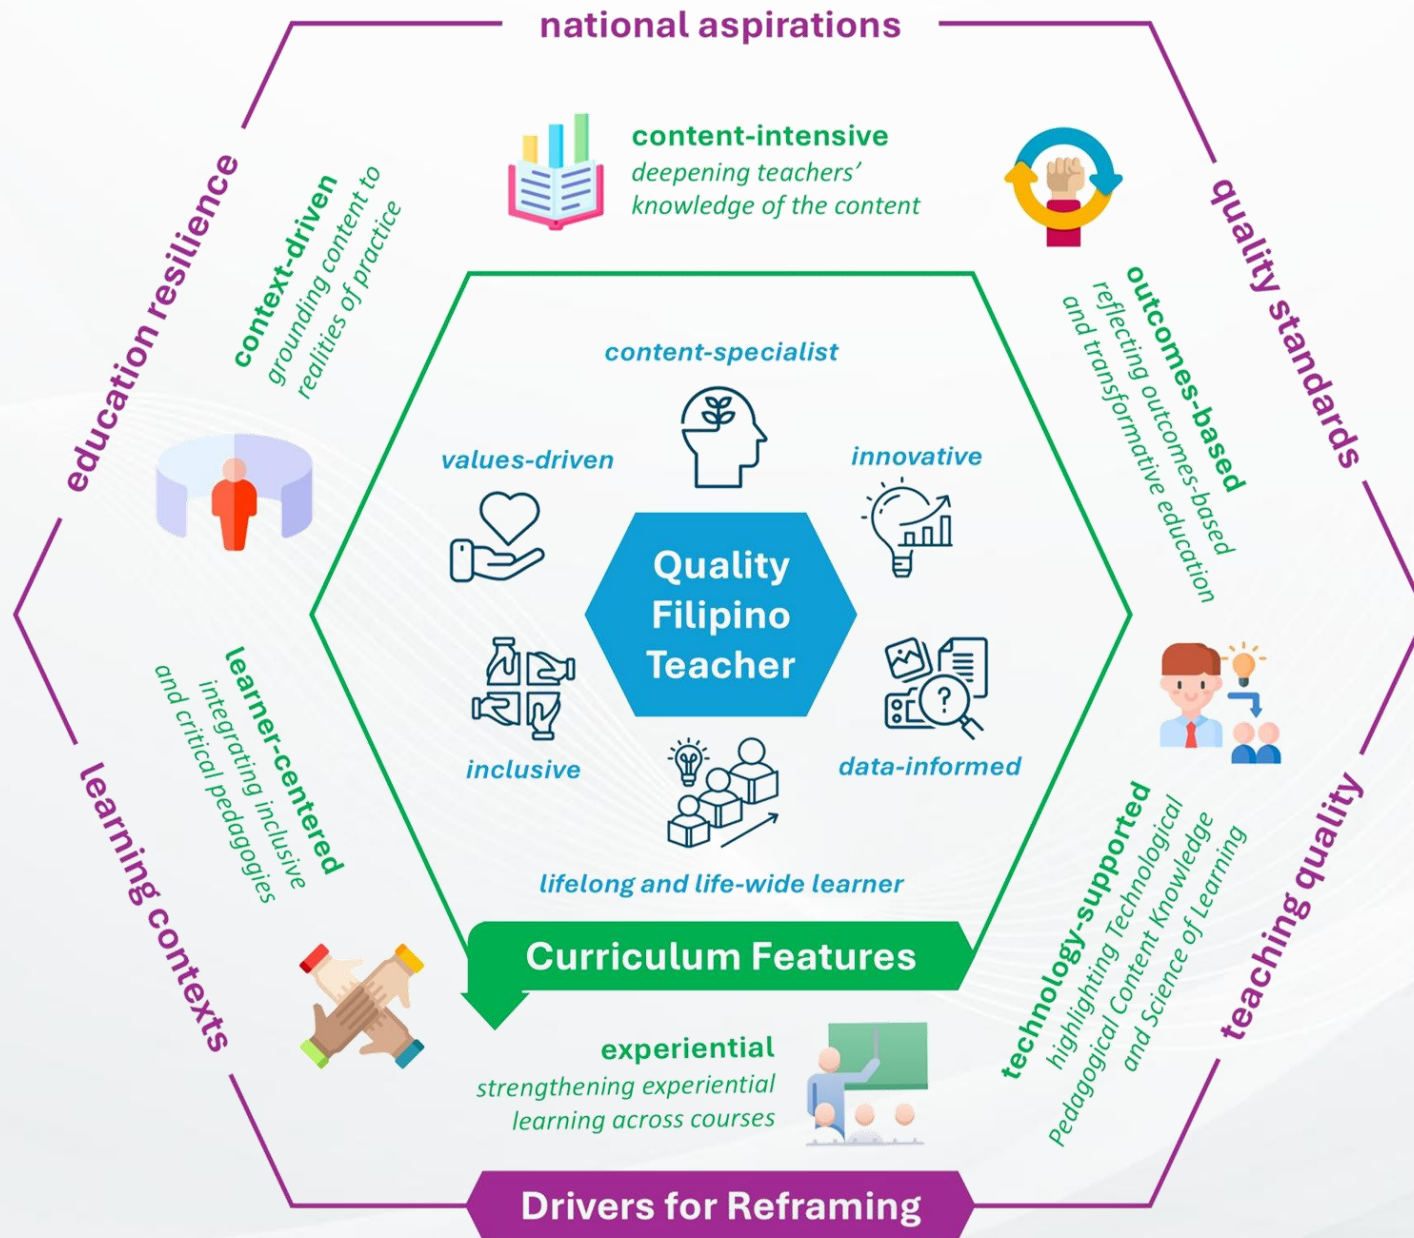 national aspirations
content-intensive
deepening teachers'
knowledge of the content
education resilience
context-driven
grounding content to
realities of practice
quality standards
outcomes-based
reflecting outcomes-based
and transformative education
content-specialist
values-driven
innovative
Quality
Filipino
Teacher
?
inclusive
data-informed
lifelong and life-wide learner
learner-centered
integrating inclusive
and critical pedagogies
learning contexts
technology-supported
highlighting Technological
Pedagogical Content Knowledge
and Science of Learning
teaching quality
Curriculum Features
experiential
strengthening experiential
learning across courses
Drivers for Reframing